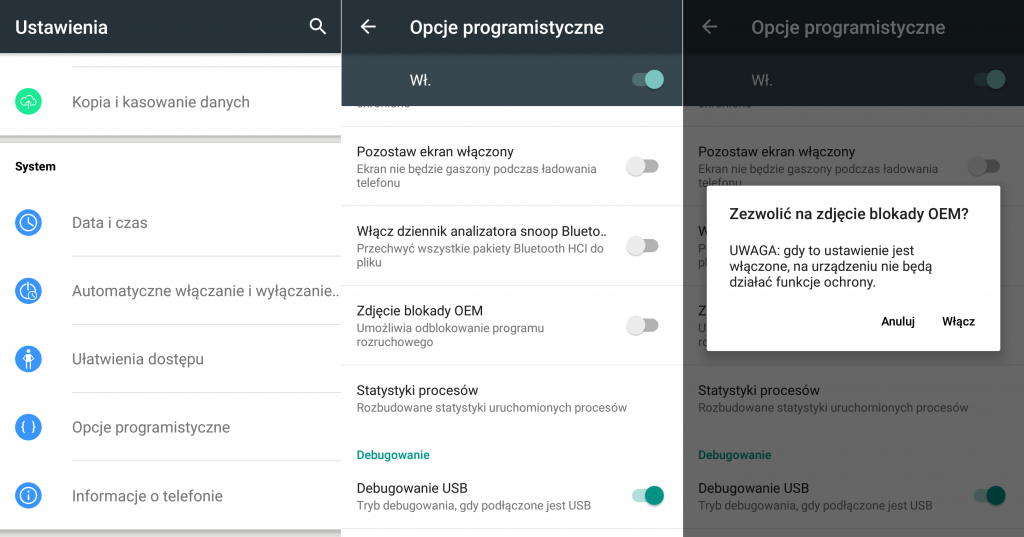 Ustawienia
Kopia i kasowanie danych
System
Data i czas
Automatyczne włączanie i wyłączanie..
Ułatwienia dostępu
Opcje programistyczne
Informacje o telefonie
Opcje programistyczne
Wł.
Pozostaw ekran włączony
Ekran nie będzie gaszony podczas ładowania
telefonu
Włącz dziennik analizatora snoop Blueto..
Przechwyć wszystkie pakiety Bluetooth HCI do
pliku
Zdjęcie blokady OEM
Umożliwia odblokowanie programu
rozruchowego
Statystyki procesów
Rozbudowane statystyki uruchomionych procesów
Debugowanie
Debugowanie USB
Tryb debugowania, gdy podłączone jest USB
Opcje programistyczne
Wł.
Pozostaw ekran włączony
Ekran nie będzie gaszony podczas ładowania
telefonu
Zezwolić na zdjęcie blokady OEM?
UWAGA: gdy to ustawienie jest
włączone, na urządzeniu nie będą
działać funkcje ochrony.
Anuluj Włącz
Statystyki procesów
Rozbudowane statystyki uruchomionych procesów
Debugowanie
Debugowanie USB
Tryb debugowania, gdy podłączone jest USB